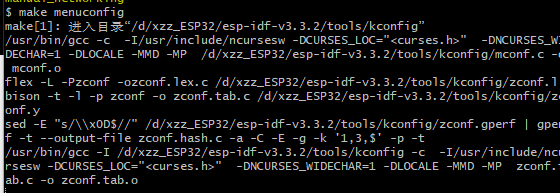 $ make menuconfig
make[1]: 进入目录“/d/xzz_ESP32/esp-idf-v3.3.2/tools/kconfig”
/usr/bin/gcc -c  -I/usr/include/ncursesw -DCURSES_LOC="<curses.h>"  -DNCURSES_WI
DECHAR=1 -DLOCALE -MMD -MP  /d/xzz_ESP32/esp-idf-v3.3.2/tools/kconfig/mconf.c -o
 mconf.o
flex -L -Pzconf -ozconf.lex.c /d/xzz_ESP32/esp-idf-v3.3.2/tools/kconfig/zconf.l
bison -t -l -p zconf -o zconf.tab.c /d/xzz_ESP32/esp-idf-v3.3.2/tools/kconfig/zc
onf.y
sed -E "s/\\x0D$//" /d/xzz_ESP32/esp-idf-v3.3.2/tools/kconfig/zconf.gperf | gper
f -t --output-file zconf.hash.c -a -C -E -g -k '1,3,$' -p -t
/usr/bin/gcc -I /d/xzz_ESP32/esp-idf-v3.3.2/tools/kconfig -c  -I/usr/include/ncu
rsesw -DCURSES_LOC="<curses.h>"  -DNCURSES_WIDECHAR=1 -DLOCALE -MMD -MP  zconf.t
ab.c -o zconf.tab.o